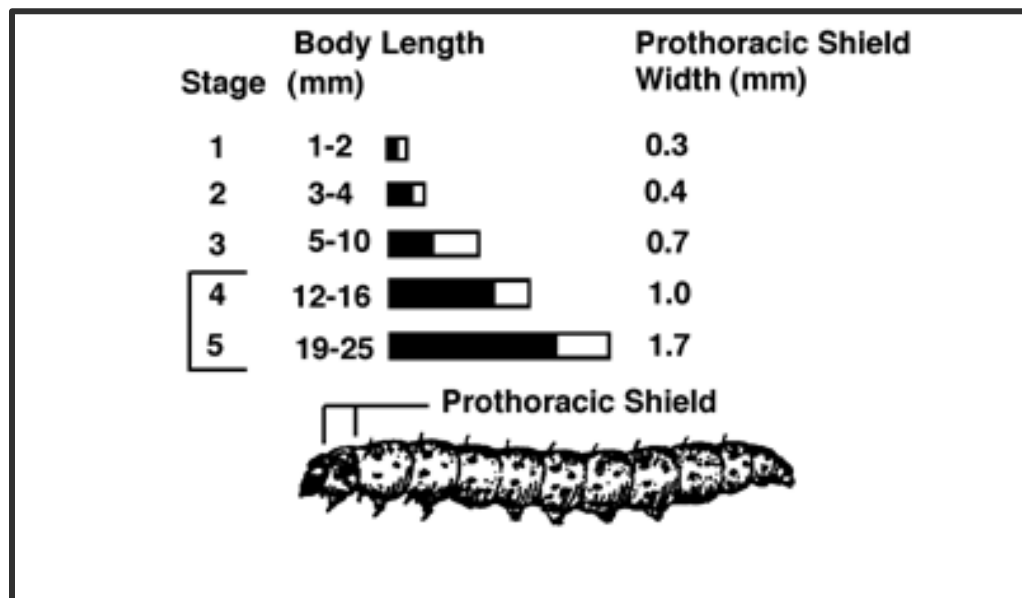 Body Length Prothoracic Shield
Stage (mm) Width (mm)
1 1-2 0.3
2 3-4 0.4
3 5-10 0.7
4 12-16 1.0
5 19-25 1.7
Prothoracic Shield